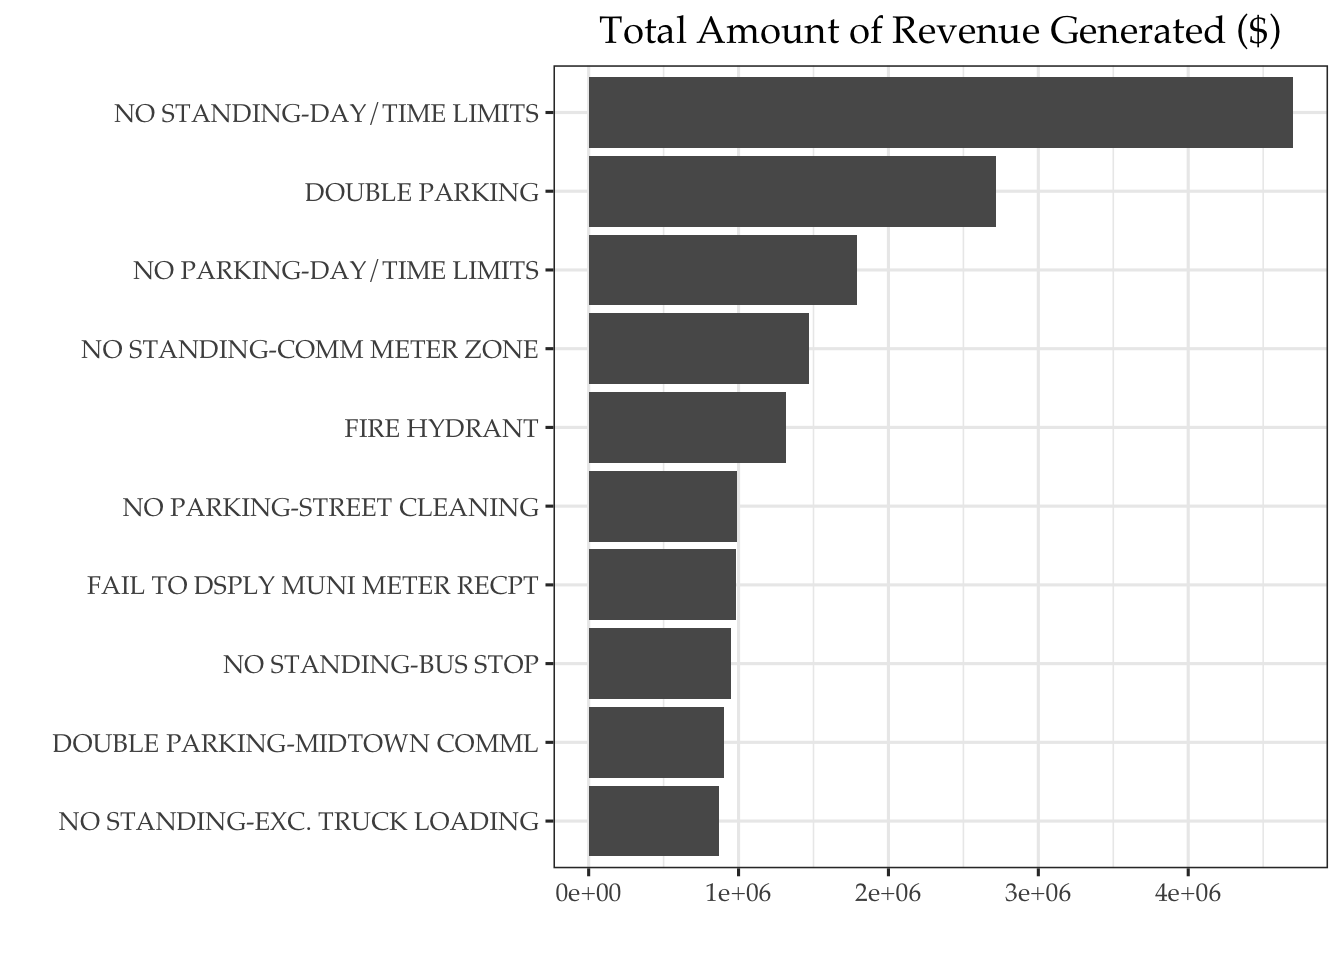 Total Amount of Revenue Generated ($)
NO STANDING-DAY/TIME LIMITS
DOUBLE PARKING
NO PARKING-DAY/TIME LIMITS
NO STANDING-COMM METER ZONE
FIRE HYDRANT
NO PARKING-STREET CLEANING
FAIL TO DSPLY MUNI METER RECPT
NO STANDING-BUS STOP
DOUBLE PARKING-MIDTOWN COMML
NO STANDING-EXC. TRUCK LOADING
0e+00 1e+06 2e+06 3e+06 4e+06